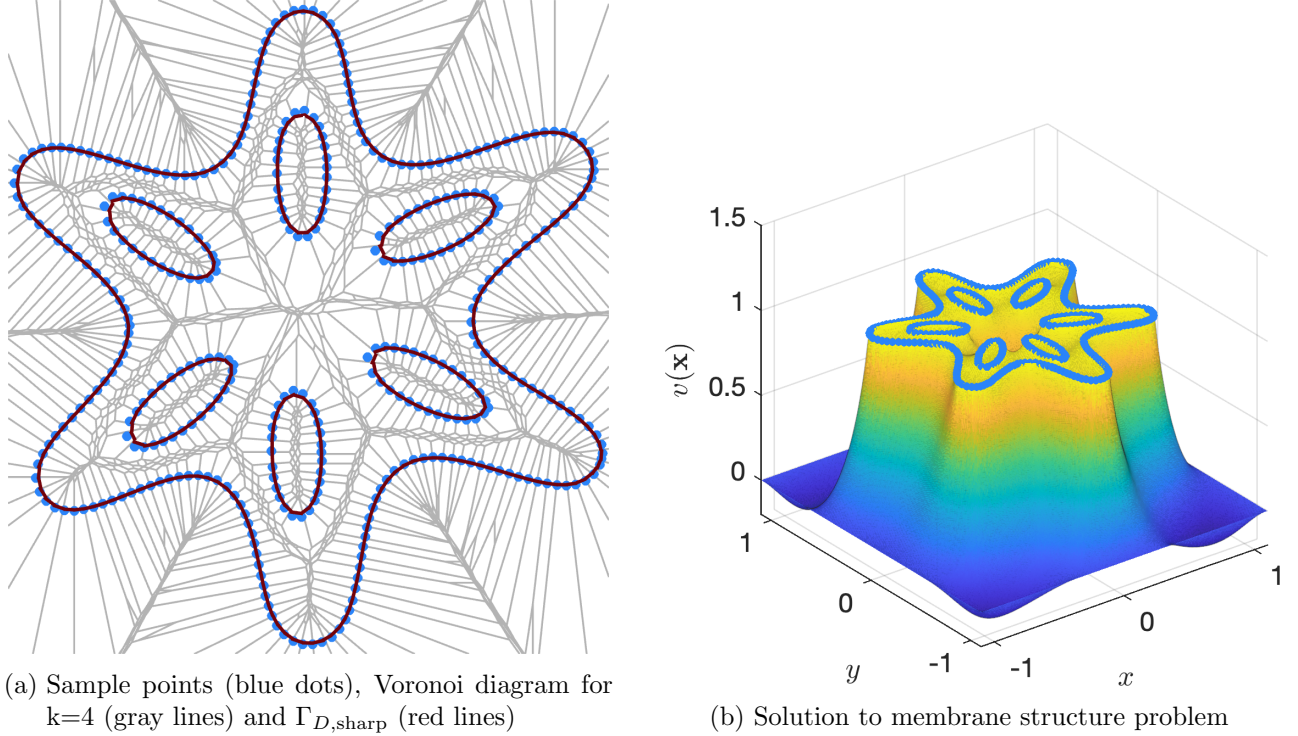 1.5
1
0.5
0
v(𝐱)
1
0
-1
y
-1
0
1
x
(a) Sample points (blue dots), Voronoi diagram for
k=4 (gray lines) and Γ_{D,sharp} (red lines)
(b) Solution to membrane structure problem